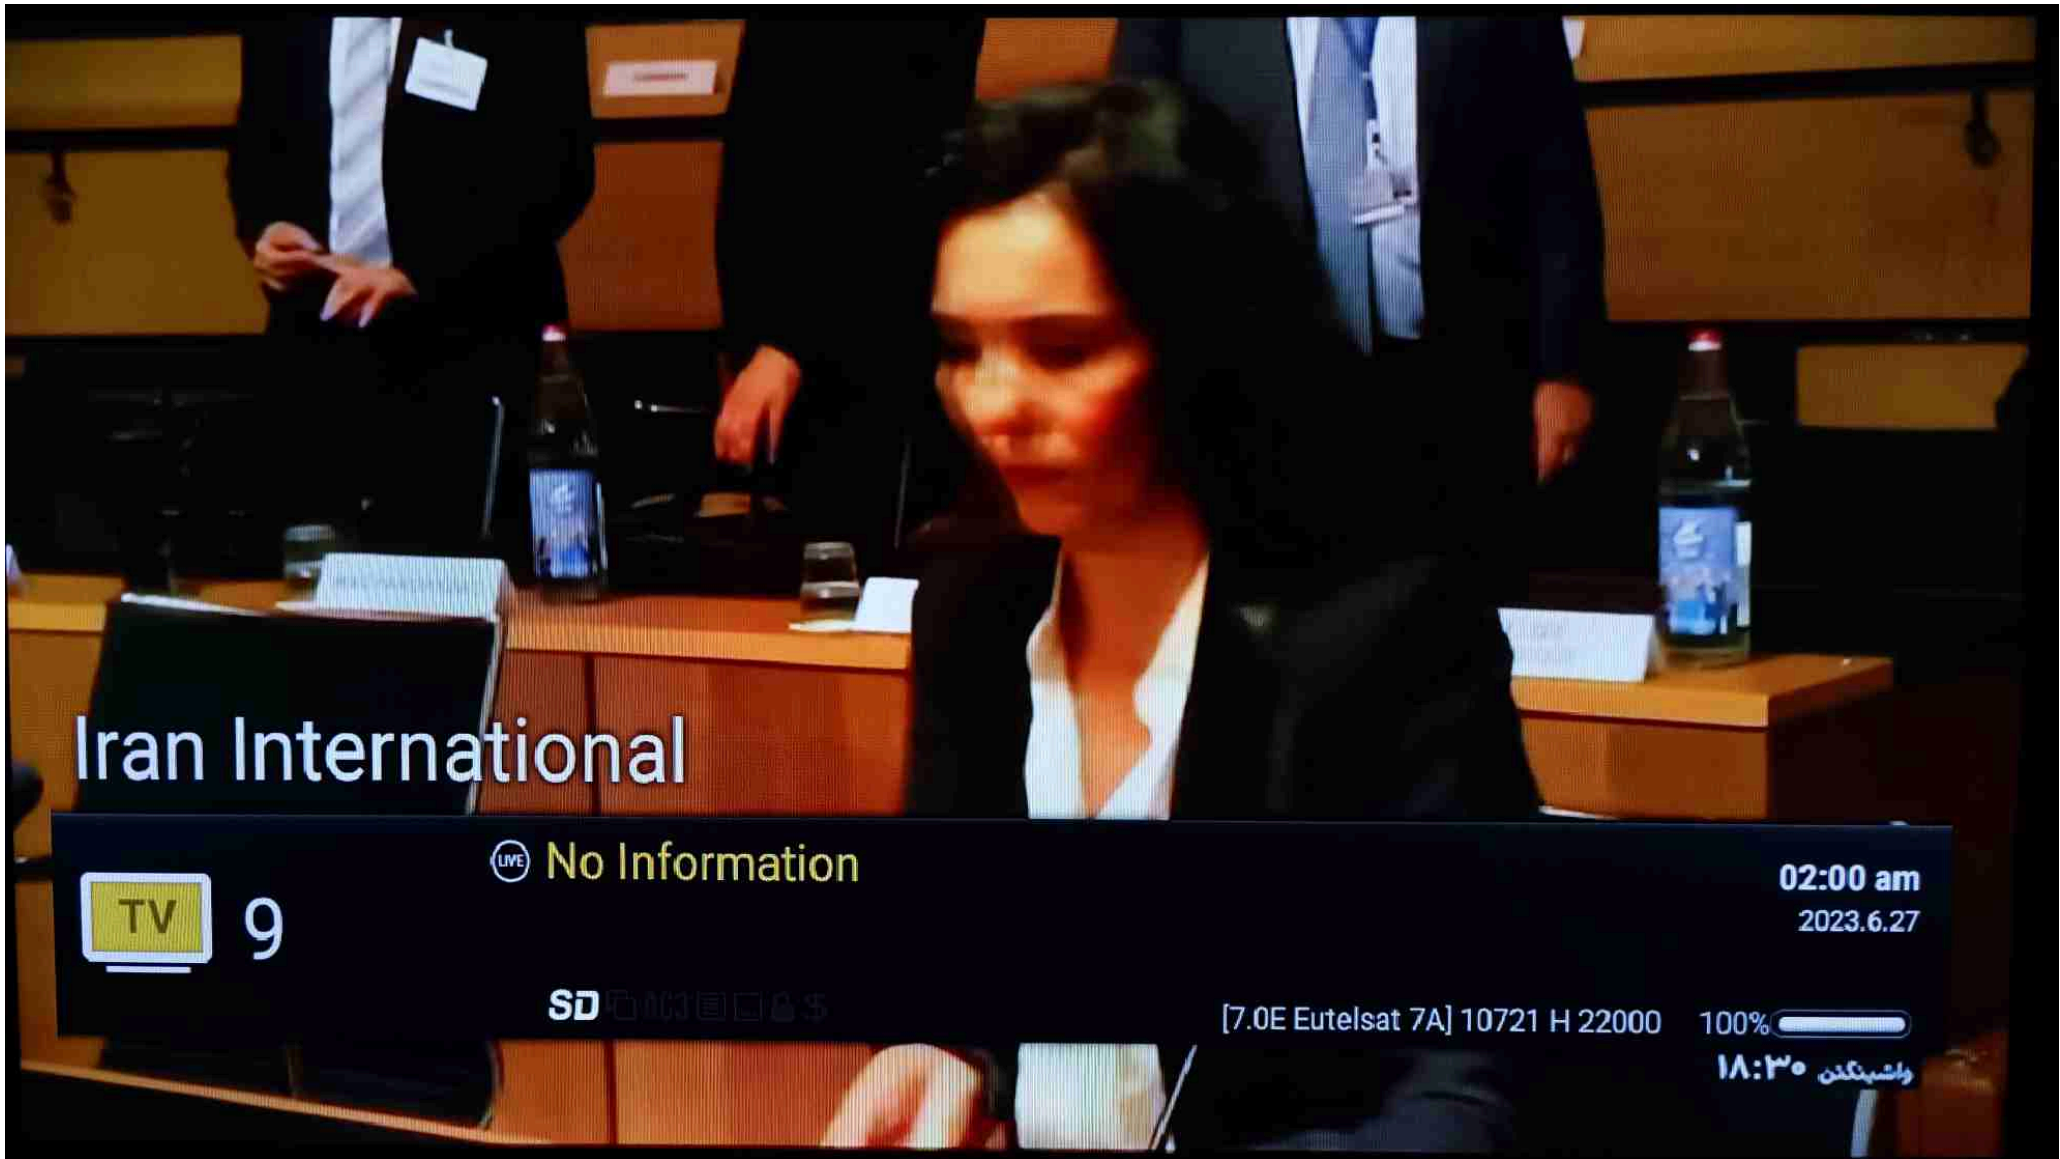 Iran International
LIVE No Information
TV 9
02:00 am
2023.6.27
SD
[7.0E Eutelsat 7A] 10721 H 22000 100%
واشینگتن ۱۸:۳۰